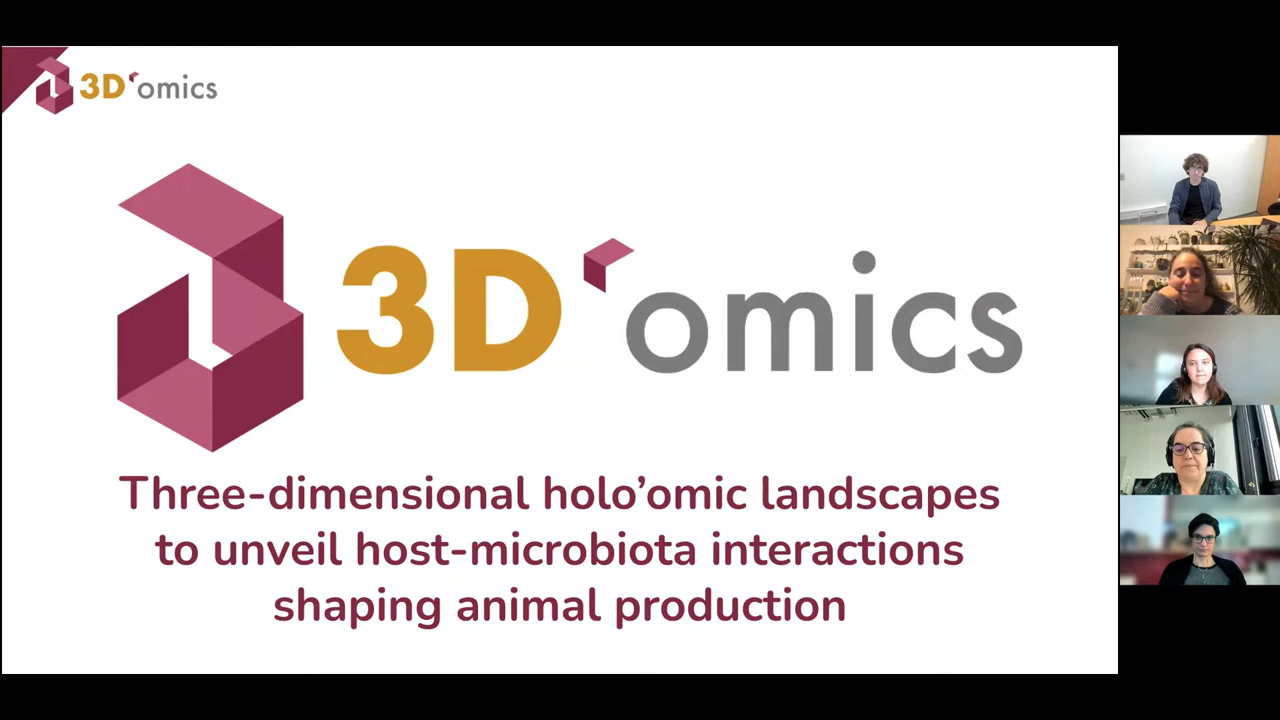 3D'omics
3D'omics
Three-dimensional holo’omic landscapes
to unveil host-microbiota interactions
shaping animal production